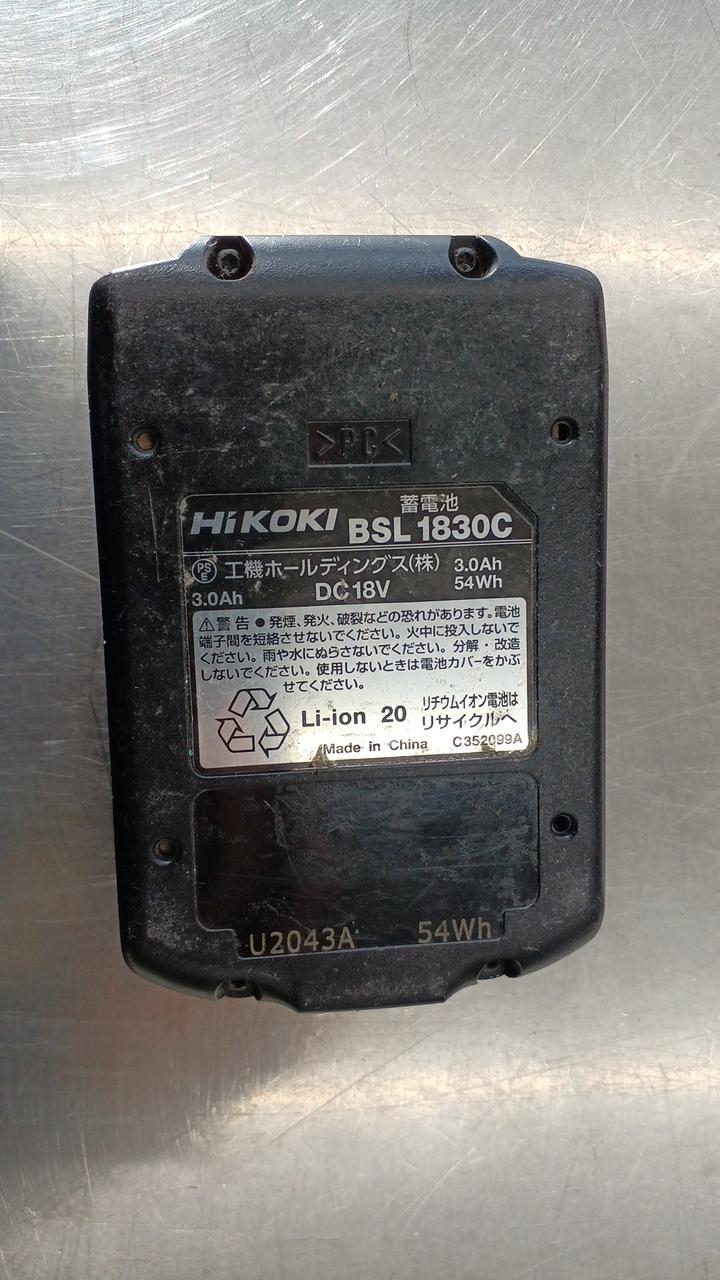 >PC<
HiKOKI 蓄電池
BSL 1830C
PSE 工機ホールディングス(株) 3.0Ah
3.0Ah DC18V 54Wh
⚠警告 ●発煙、発火、破裂などの恐れがあります。電池
端子間を短絡させないでください。火中に投入しないで
ください。雨や水にぬらさないでください。分解・改造
しないでください。使用しないときは電池カバーをかぶ
せてください。
Li-ion 20 リチウムイオン電池は
リサイクルへ
Made in China C352099A
U2043A 54Wh